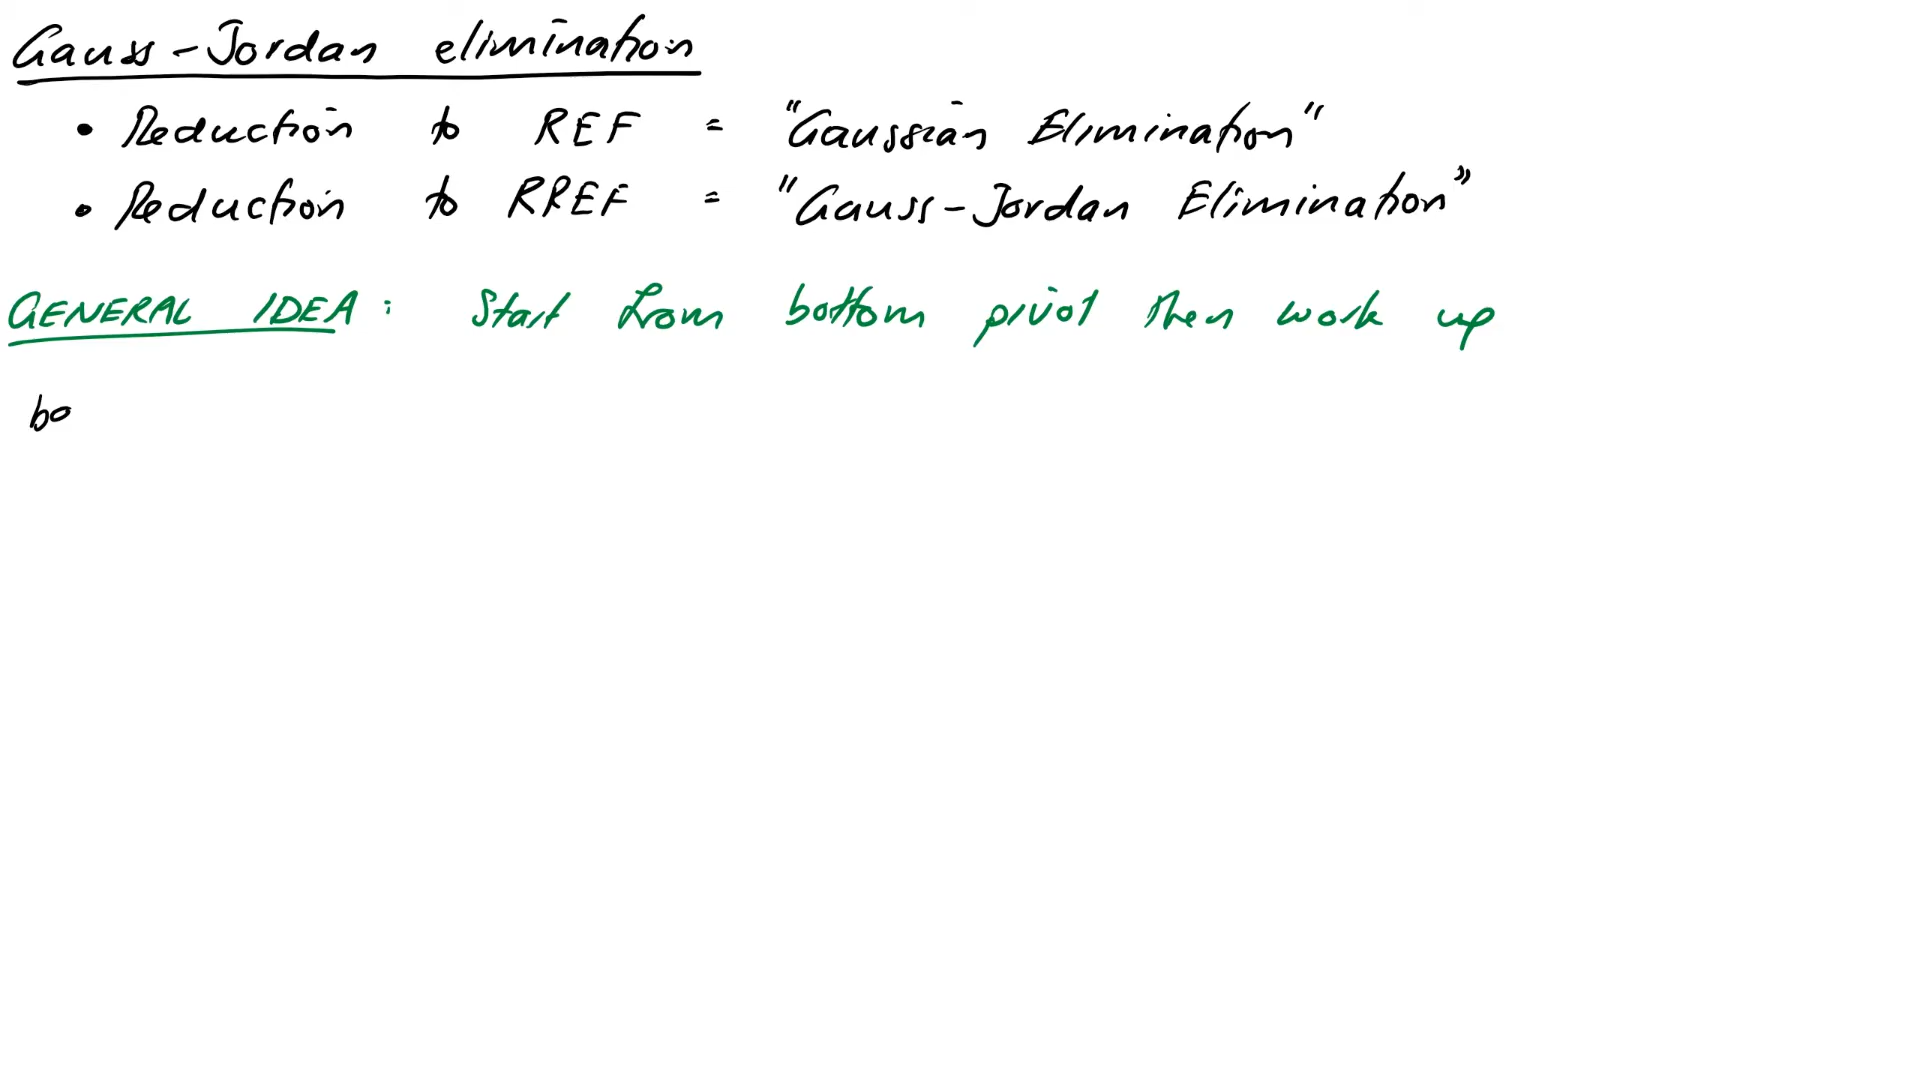 Gauss-Jordan elimination
• Reduction to REF = "Gaussian Elimination"
• Reduction to RREF = "Gauss-Jordan Elimination"
GENERAL IDEA: Start from bottom pivot then work up
bo